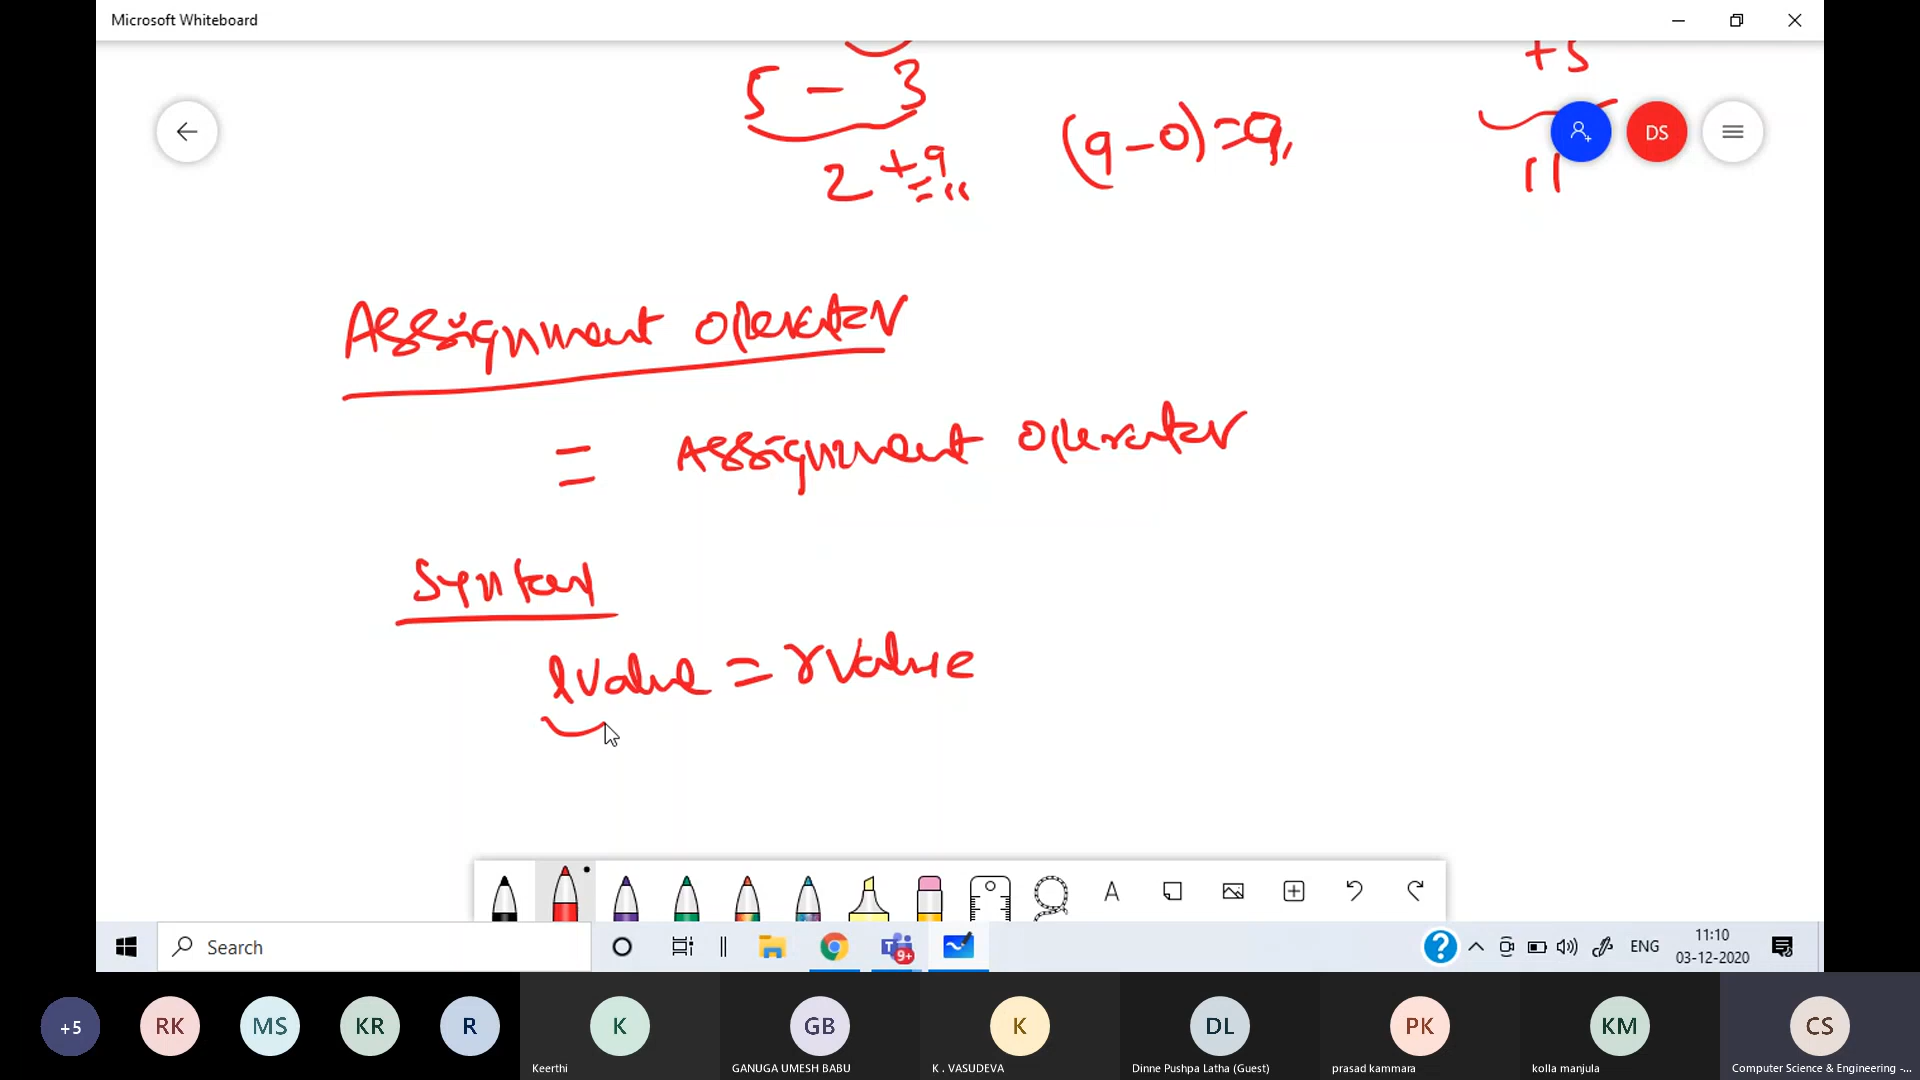 Microsoft Whiteboard
+5
5 - 3
(9-0)=9,
DS
2 +9
=11
11
Assignment Operator
= Assignment Operator
Syntax
lvalue = rvalue
A
Search
9+
ENG
11:10
03-12-2020
+5
RK
MS
KR
R
K
GB
K
DL
PK
KM
CS
Keerthi
GANUGA UMESH BABU
K . VASUDEVA
Dinne Pushpa Latha (Guest)
prasad kammara
kolla manjula
Computer Science & Engineering -...